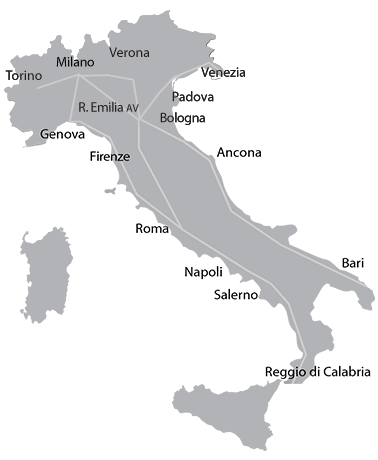 Verona
Milano
Torino
Venezia
Padova
R. Emilia AV
Bologna
Genova
Firenze
Ancona
Roma
Bari
Napoli
Salerno
Reggio di Calabria